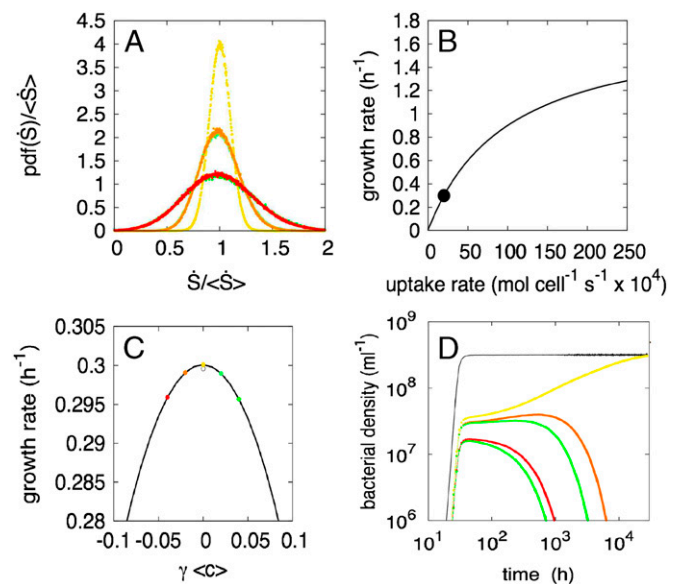 A
4.5
4
3.5
3
2.5
2
1.5
1
0.5
0
0 0.5 1 1.5 2
pdf(Ṡ)/<Ṡ>
Ṡ/<Ṡ>
B
1.8
1.6
1.4
1.2
1
0.8
0.6
0.4
0.2
0
0 50 100 150 200 250
growth rate (h⁻¹)
uptake rate (mol cell⁻¹ s⁻¹ x 10⁴)
C
0.305
0.3
0.295
0.29
0.285
0.28
-0.1 -0.05 0 0.05 0.1
growth rate (h⁻¹)
γ <c>
D
10⁹
10⁸
10⁷
10⁶
10¹ 10² 10³ 10⁴
bacterial density (ml⁻¹)
time (h)